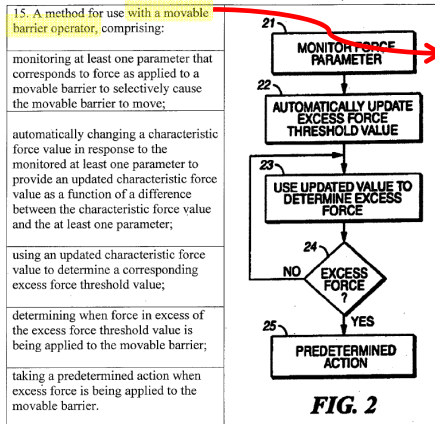 15. A method for use with a movable
barrier operator, comprising:
monitoring at least one parameter that
corresponds to force as applied to a
movable barrier to selectively cause
the movable barrier to move;
automatically changing a characteristic
force value in response to the
monitored at least one parameter to
provide an updated characteristic force
value as a function of a difference
between the characteristic force value
and the at least one parameter;
using an updated characteristic force
value to determine a corresponding
excess force threshold value;
determining when force in excess of
the excess force threshold value is
being applied to the movable barrier;
taking a predetermined action when
excess force is being applied to the
movable barrier.
21
MONITOR FORCE
PARAMETER
22
AUTOMATICALLY UPDATE
EXCESS FORCE
THRESHOLD VALUE
23
USE UPDATED VALUE TO
DETERMINE EXCESS
FORCE
24
EXCESS
FORCE
?
NO
YES
25
PREDETERMINED
ACTION
FIG. 2